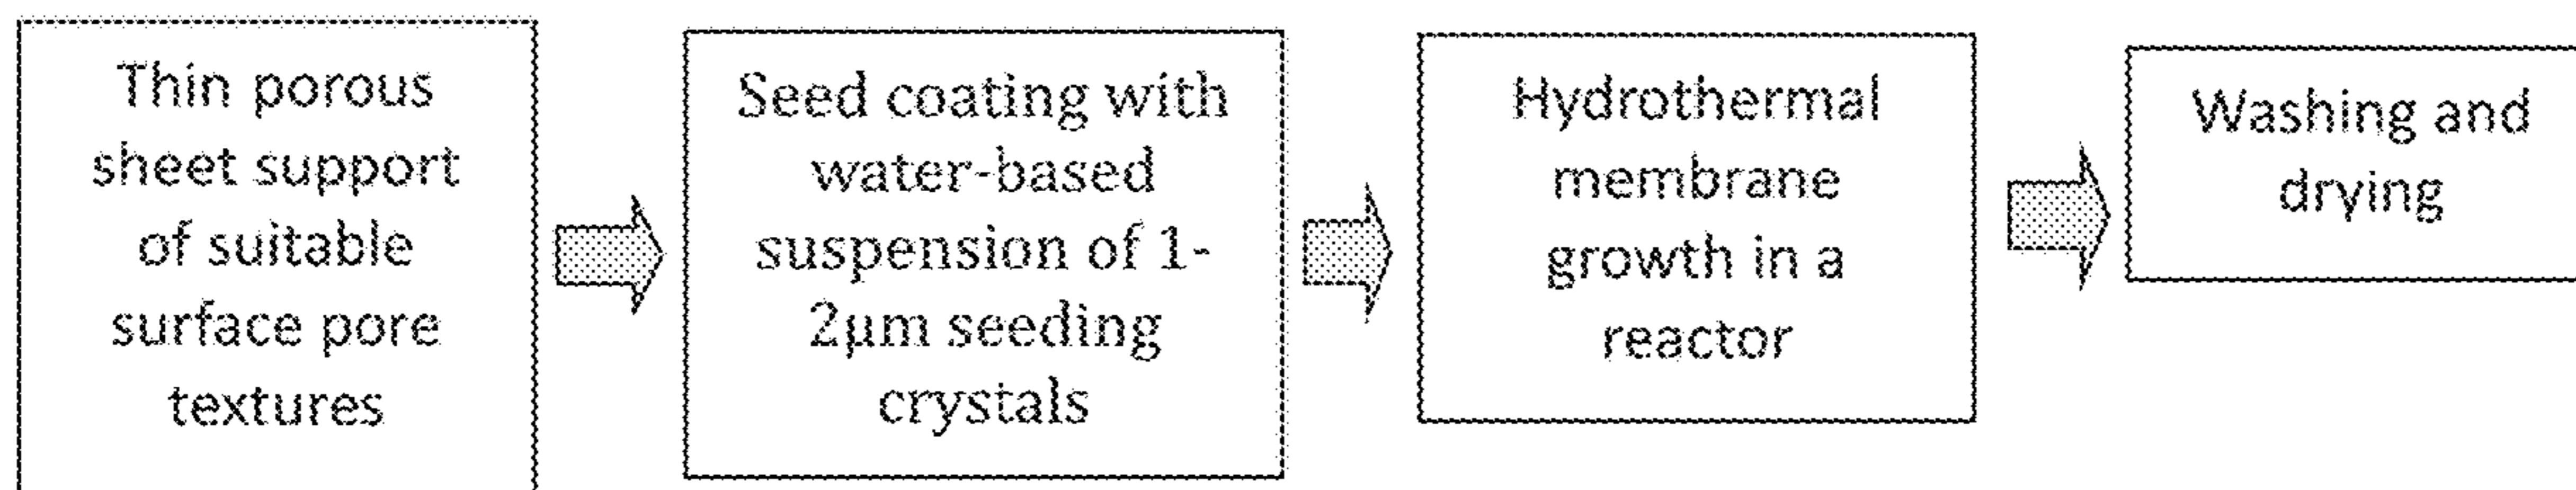 Thin porous
sheet support
of suitable
surface pore
textures
Seed coating with
water-based
suspension of 1-
2µm seeding
crystals
Hydrothermal
membrane
growth in a
reactor
Washing and
drying